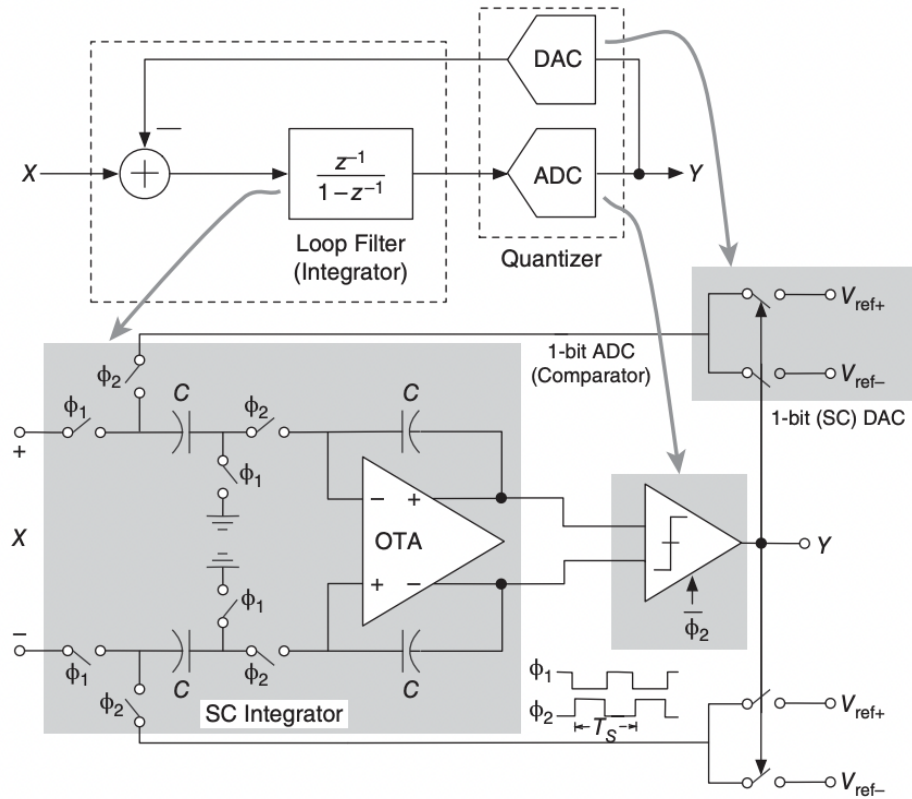 DAC
−
X
+
z⁻¹
1 − z⁻¹
ADC
Y
Loop Filter
(Integrator)
Quantizer
V_ref+
V_ref−
1-bit ADC
(Comparator)
1-bit (SC) DAC
ϕ₂
ϕ₁
C
ϕ₂
C
+
ϕ₁
− +
X
OTA
Y
+ −
ϕ₁
ϕ̅₂
−
ϕ₁
C
ϕ₂
C
ϕ₂
SC Integrator
ϕ₁
ϕ₂
T_S
V_ref+
V_ref−